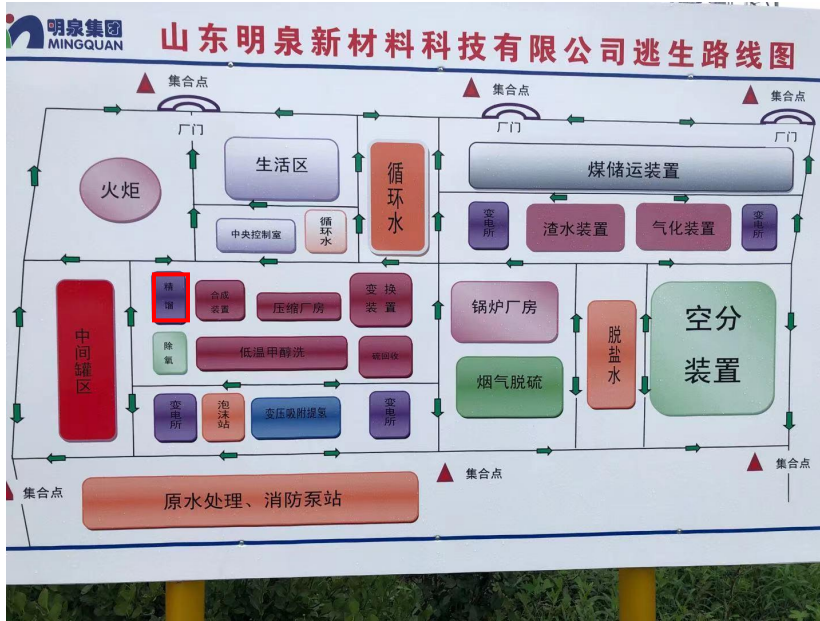 明泉集团
MINGQUAN
山东明泉新材料科技有限公司逃生路线图
集合点
集合点
集合点
厂门
厂门
厂门
火炬
生活区
循环水
煤储运装置
中央控制室
循环水
变电所
渣水装置
气化装置
变电所
中间罐区
精馏
合成装置
压缩厂房
变换装置
锅炉厂房
脱盐水
空分装置
除氧
低温甲醇洗
硫回收
烟气脱硫
变电所
泡沫站
变压吸附提氢
变电所
集合点
集合点
集合点
原水处理、消防泵站